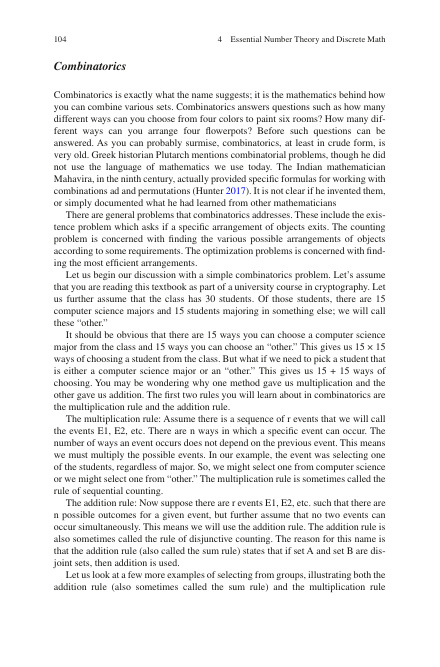 104 4 Essential Number Theory and Discrete Math
Combinatorics
Combinatorics is exactly what the name suggests; it is the mathematics behind how
you can combine various sets. Combinatorics answers questions such as how many
different ways can you choose from four colors to paint six rooms? How many dif-
ferent ways can you arrange four flowerpots? Before such questions can be
answered. As you can probably surmise, combinatorics, at least in crude form, is
very old. Greek historian Plutarch mentions combinatorial problems, though he did
not use the language of mathematics we use today. The Indian mathematician
Mahavira, in the ninth century, actually provided specific formulas for working with
combinations ad and permutations (Hunter 2017). It is not clear if he invented them,
or simply documented what he had learned from other mathematicians
There are general problems that combinatorics addresses. These include the exis-
tence problem which asks if a specific arrangement of objects exits. The counting
problem is concerned with finding the various possible arrangements of objects
according to some requirements. The optimization problems is concerned with find-
ing the most efficient arrangements.
Let us begin our discussion with a simple combinatorics problem. Let's assume
that you are reading this textbook as part of a university course in cryptography. Let
us further assume that the class has 30 students. Of those students, there are 15
computer science majors and 15 students majoring in something else; we will call
these “other.”
It should be obvious that there are 15 ways you can choose a computer science
major from the class and 15 ways you can choose an “other.” This gives us 15 × 15
ways of choosing a student from the class. But what if we need to pick a student that
is either a computer science major or an “other.” This gives us 15 + 15 ways of
choosing. You may be wondering why one method gave us multiplication and the
other gave us addition. The first two rules you will learn about in combinatorics are
the multiplication rule and the addition rule.
The multiplication rule: Assume there is a sequence of r events that we will call
the events E1, E2, etc. There are n ways in which a specific event can occur. The
number of ways an event occurs does not depend on the previous event. This means
we must multiply the possible events. In our example, the event was selecting one
of the students, regardless of major. So, we might select one from computer science
or we might select one from “other.” The multiplication rule is sometimes called the
rule of sequential counting.
The addition rule: Now suppose there are r events E1, E2, etc. such that there are
n possible outcomes for a given event, but further assume that no two events can
occur simultaneously. This means we will use the addition rule. The addition rule is
also sometimes called the rule of disjunctive counting. The reason for this name is
that the addition rule (also called the sum rule) states that if set A and set B are dis-
joint sets, then addition is used.
Let us look at a few more examples of selecting from groups, illustrating both the
addition rule (also sometimes called the sum rule) and the multiplication rule